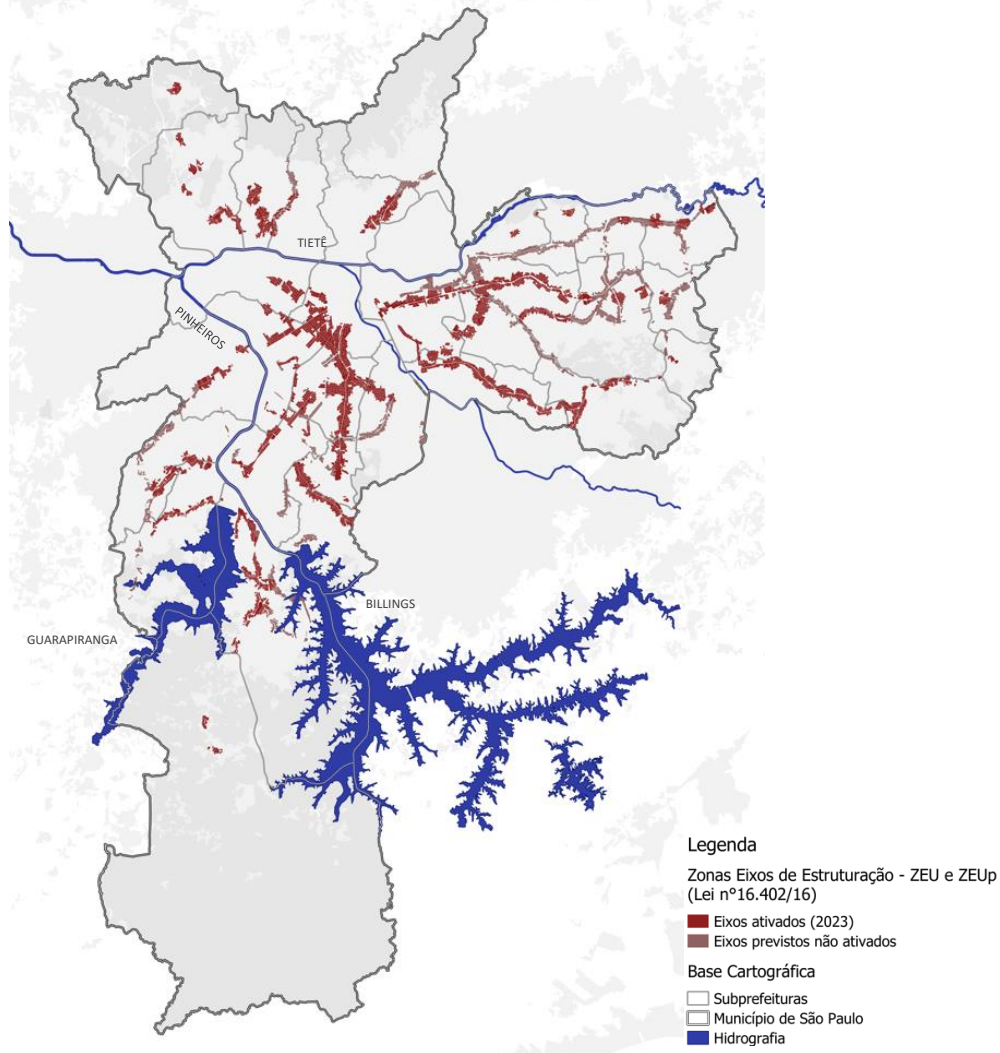 TIETÊ
PINHEIROS
BILLINGS
GUARAPIRANGA
Legenda
Zonas Eixos de Estruturação - ZEU e ZEUp
(Lei n°16.402/16)
Eixos ativados (2023)
Eixos previstos não ativados
Base Cartográfica
Subprefeituras
Município de São Paulo
Hidrografia